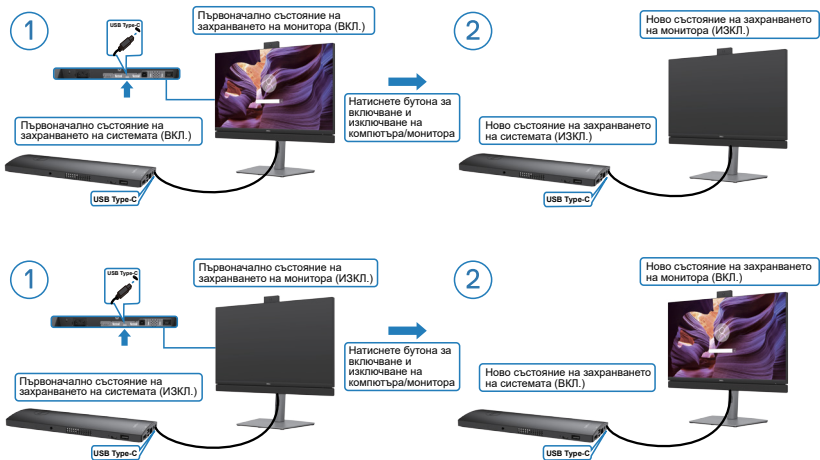 1
USB Type-C
Първоначално състояние на
захранването на монитора (ВКЛ.)
2
Ново състояние на захранването
на монитора (ИЗКЛ.)
Натиснете бутона за
включване и
изключване на
компютъра/монитора
Първоначално състояние на
захранването на системата (ВКЛ.)
Ново състояние на захранването
на системата (ИЗКЛ.)
USB Type-C
USB Type-C
1
USB Type-C
Първоначално състояние на
захранването на монитора (ИЗКЛ.)
2
Ново състояние на захранването
на монитора (ВКЛ.)
Натиснете бутона за
включване и
изключване на
компютъра/монитора
Първоначално състояние на
захранването на системата (ИЗКЛ.)
Ново състояние на захранването
на системата (ВКЛ.)
USB Type-C
USB Type-C